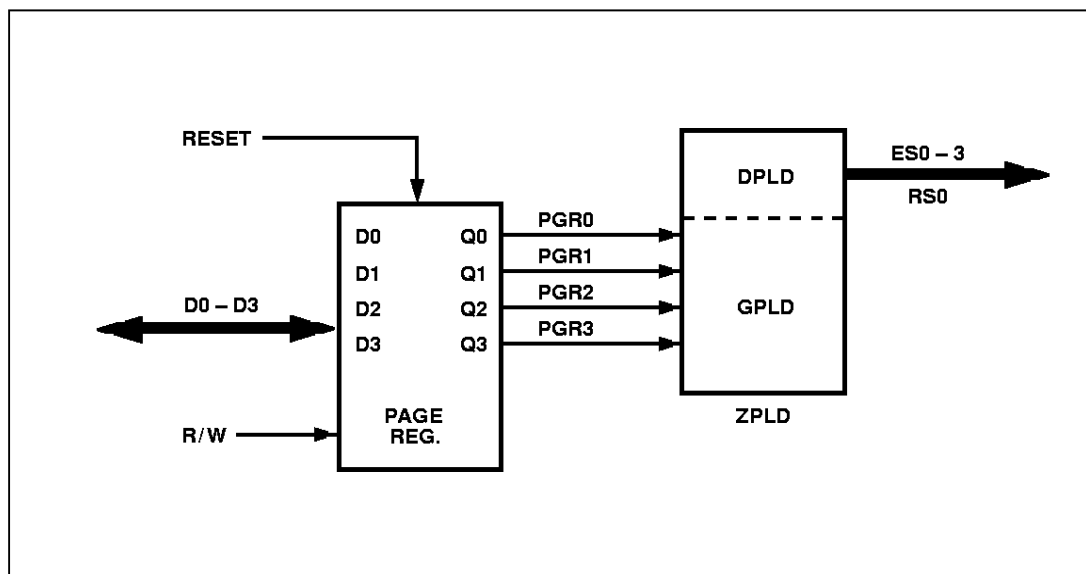 RESET
ES0 – 3
DPLD
RS0
PGR0
D0 Q0
PGR1
D1 Q1
PGR2
D0 – D3
D2 Q2
GPLD
PGR3
D3 Q3
PAGE
REG.
ZPLD
R/W